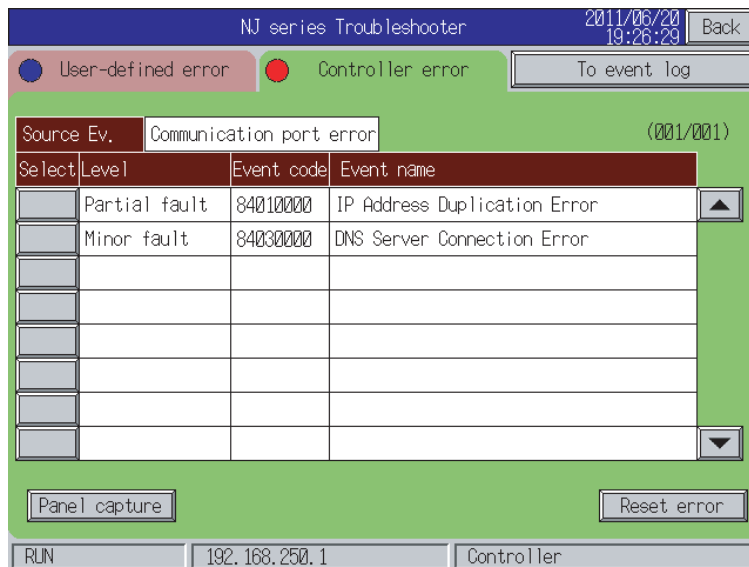 NJ series Troubleshooter
2011/06/20
19:26:29
Back
User-defined error
Controller error
To event log
Source Ev.
Communication port error
(001/001)
Select Level Event code Event name
Partial fault 84010000 IP Address Duplication Error
Minor fault 84030000 DNS Server Connection Error
Panel capture
Reset error
RUN
192.168.250.1
Controller